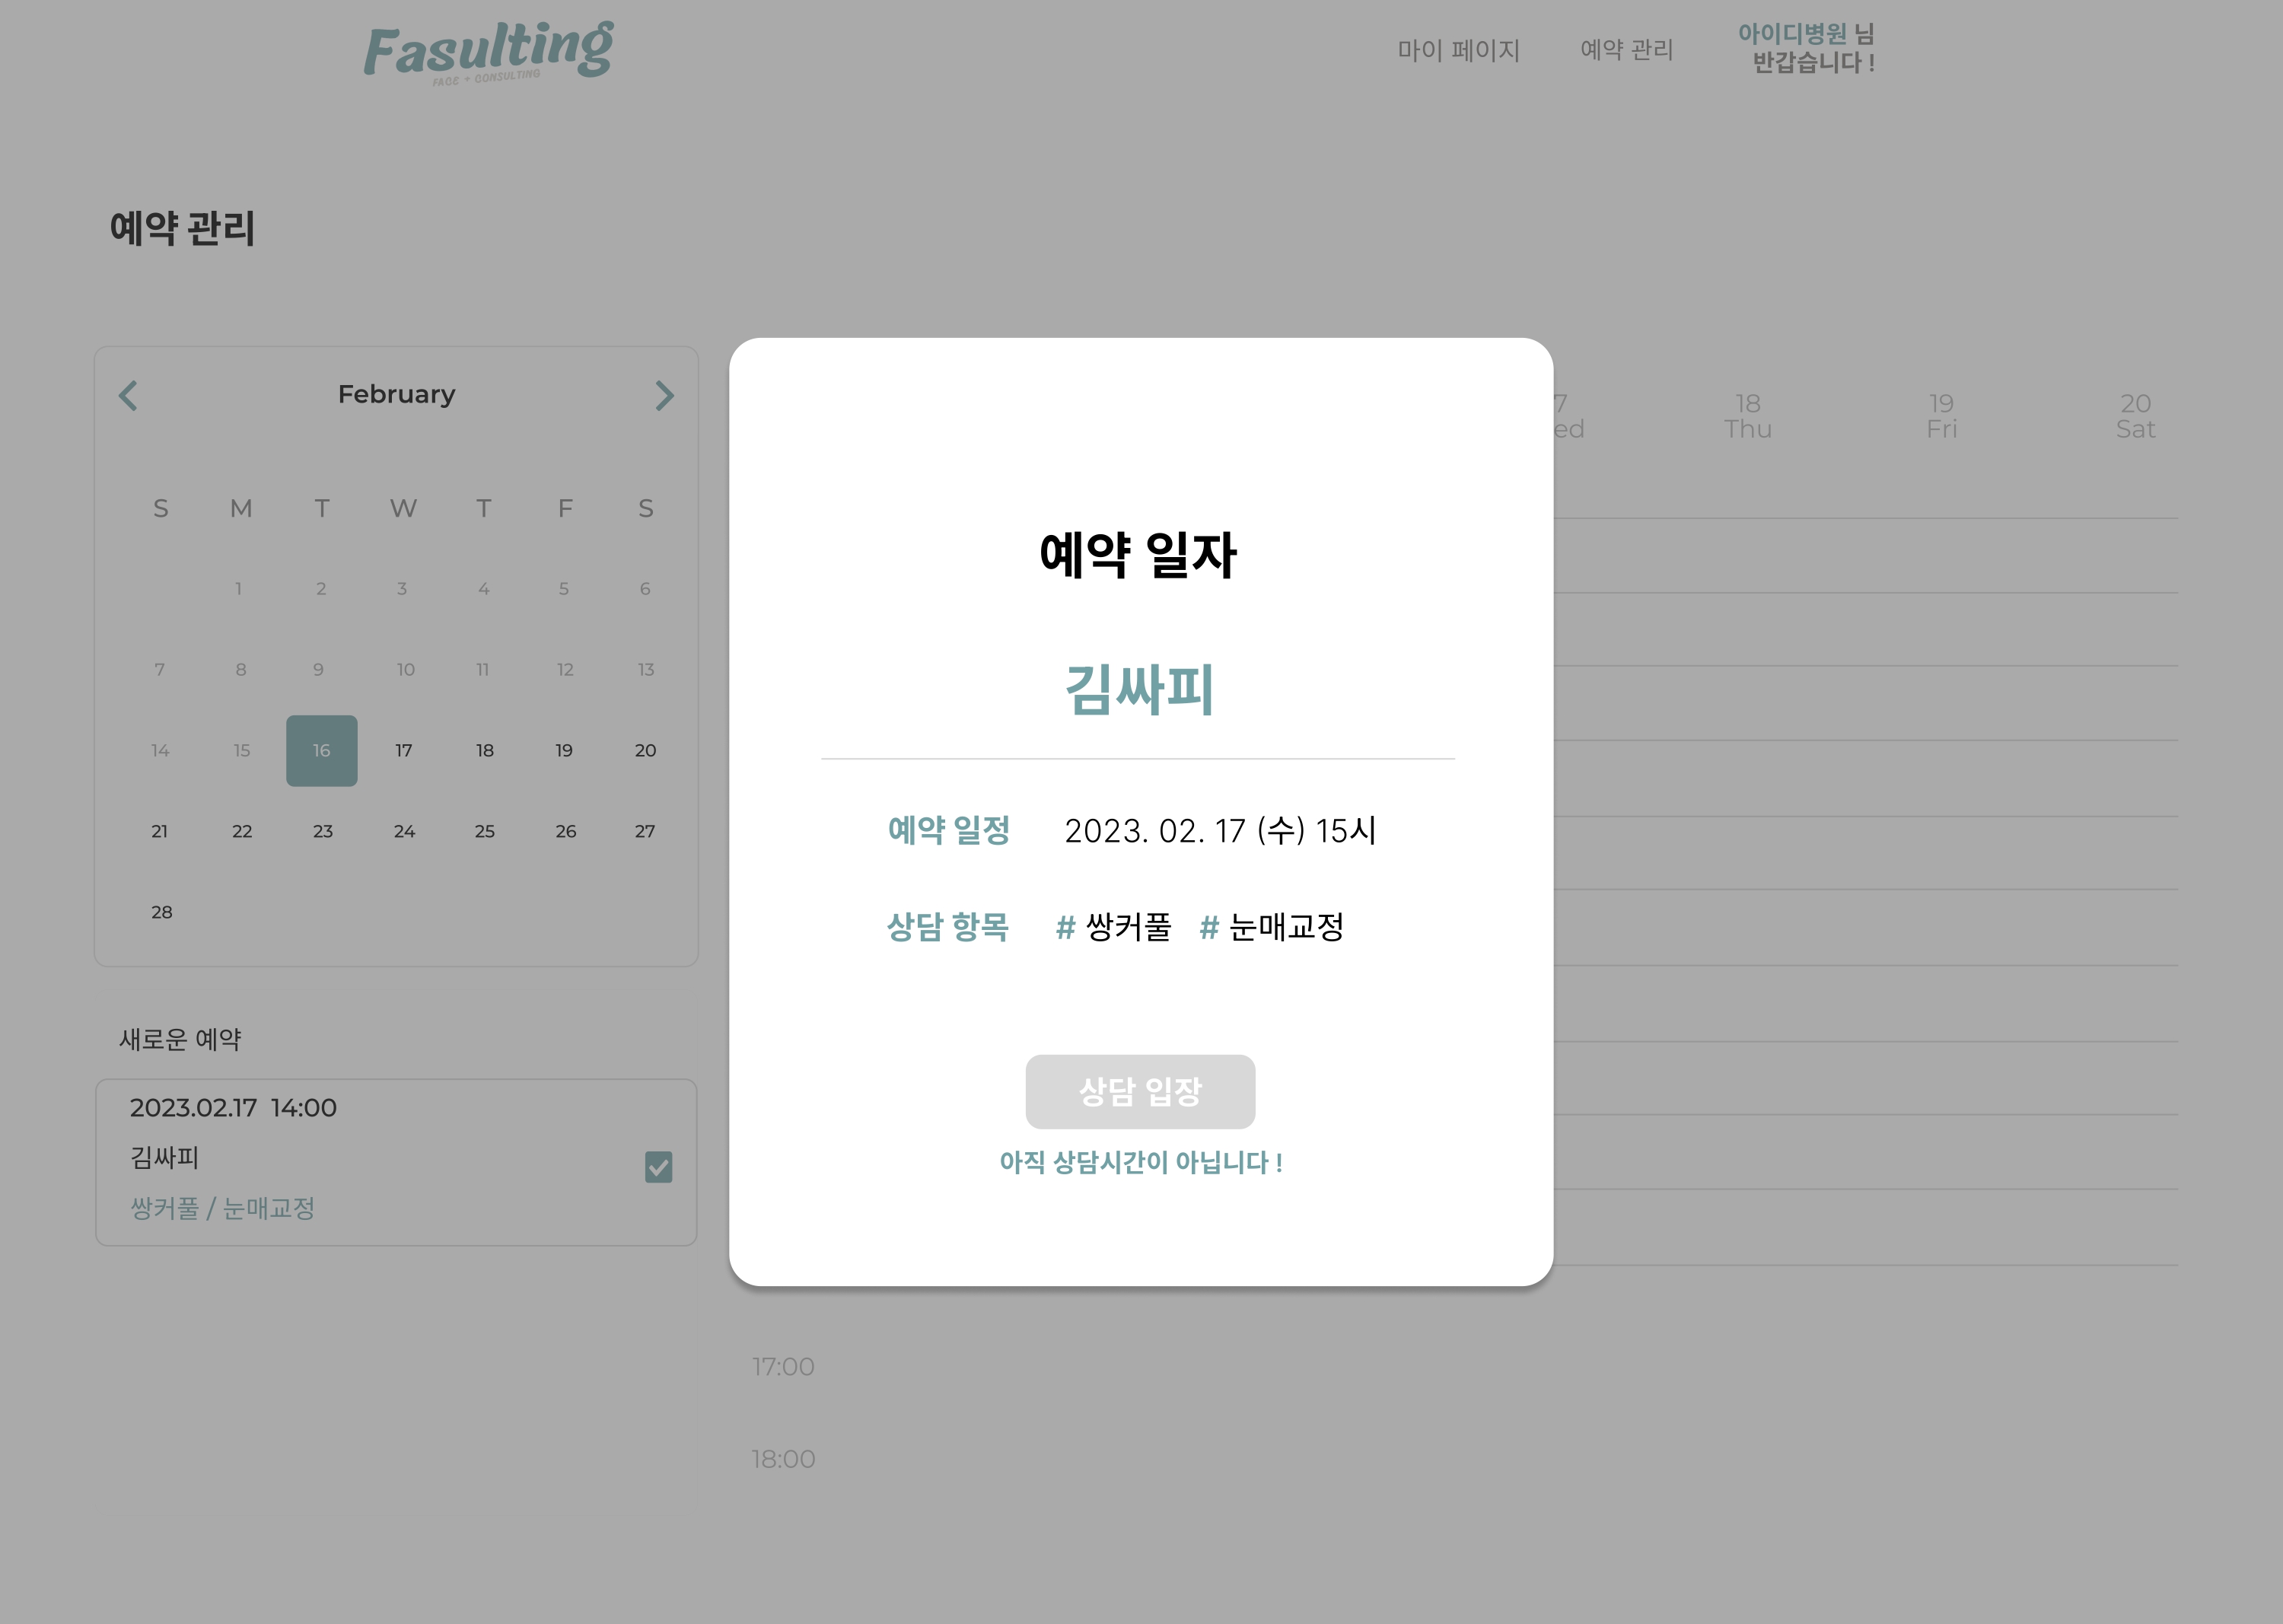 Fasulting
FACE + CONSULTING
마이 페이지 예약 관리 아이디병원 님
반갑습니다 !
예약 관리
February
S M T W T F S
1 2 3 4 5 6
7 8 9 10 11 12 13
14 15 16 17 18 19 20
21 22 23 24 25 26 27
28
새로운 예약
2023.02.17 14:00
김싸피
쌍커풀 / 눈매교정
예약 일자
김싸피
예약 일정 2023. 02. 17 (수) 15시
상담 항목 # 쌍커풀 # 눈매교정
상담 입장
아직 상담시간이 아닙니다 !
7 18 19 20
ed Thu Fri Sat
17:00
18:00